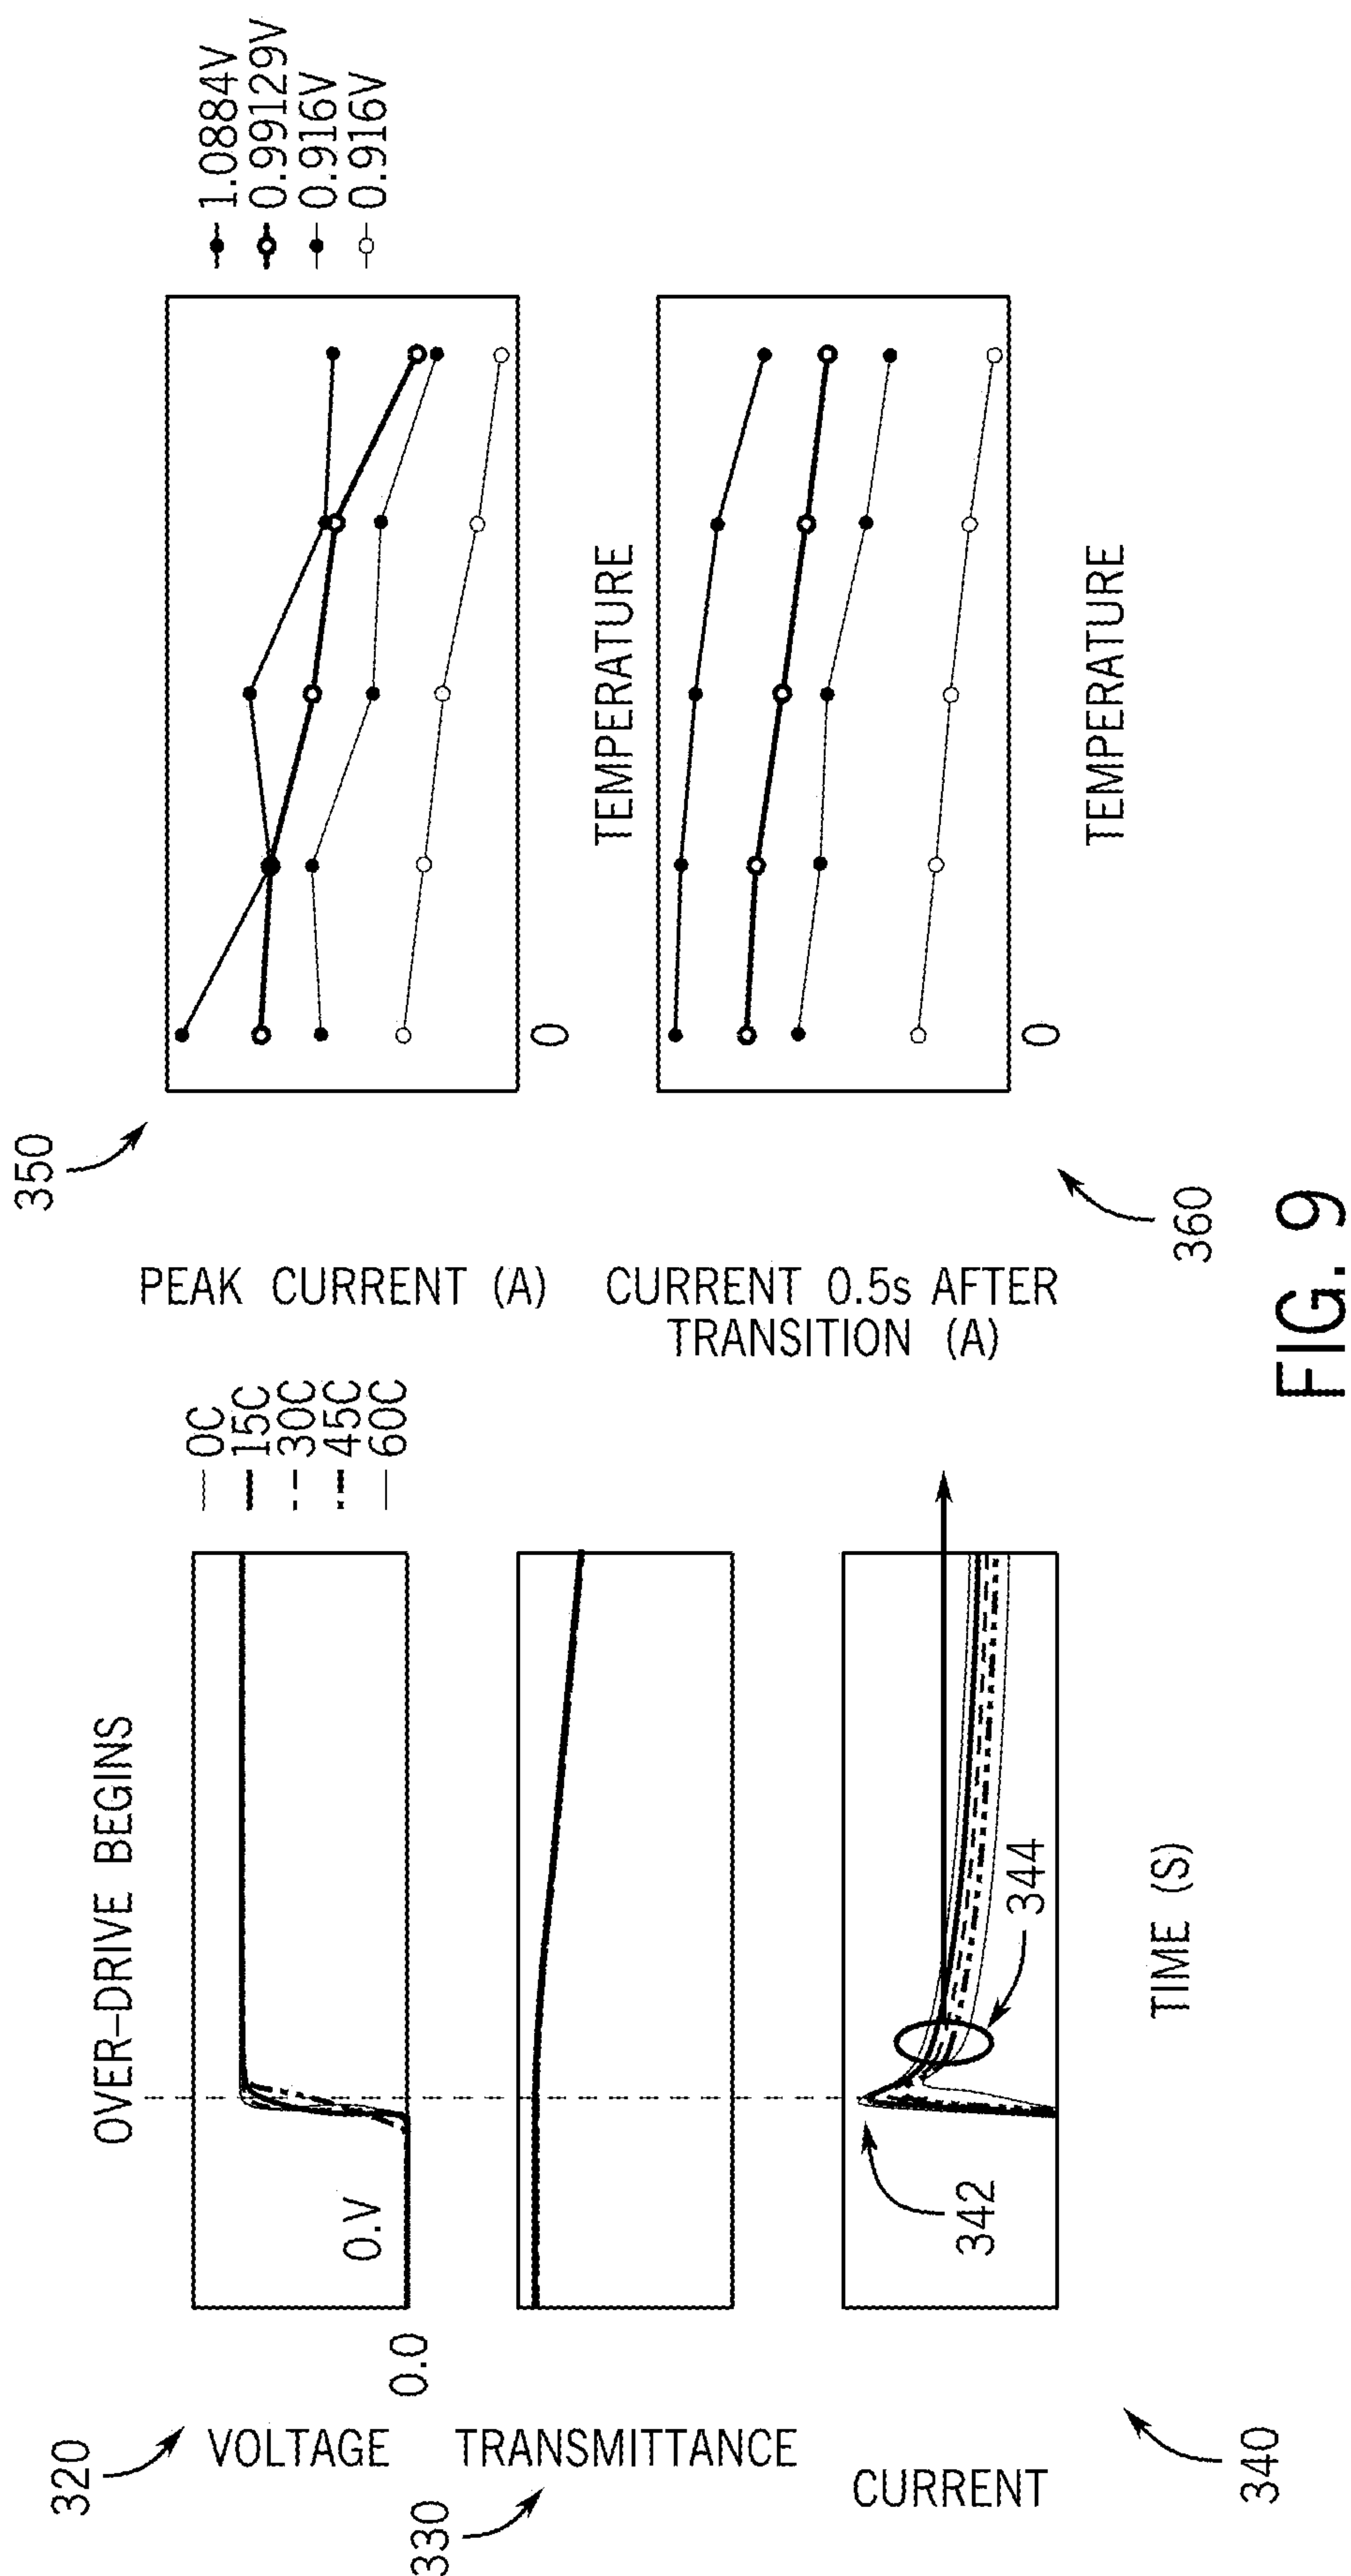 OVER-DRIVE BEGINS
320
VOLTAGE
0.V
0.0
0C
15C
30C
45C
60C
330
TRANSMITTANCE
340
CURRENT
342
344
TIME (S)
350
PEAK CURRENT (A)
0
TEMPERATURE
1.0884V
0.99129V
0.916V
0.916V
360
CURRENT 0.5s AFTER
TRANSITION (A)
0
TEMPERATURE
FIG. 9